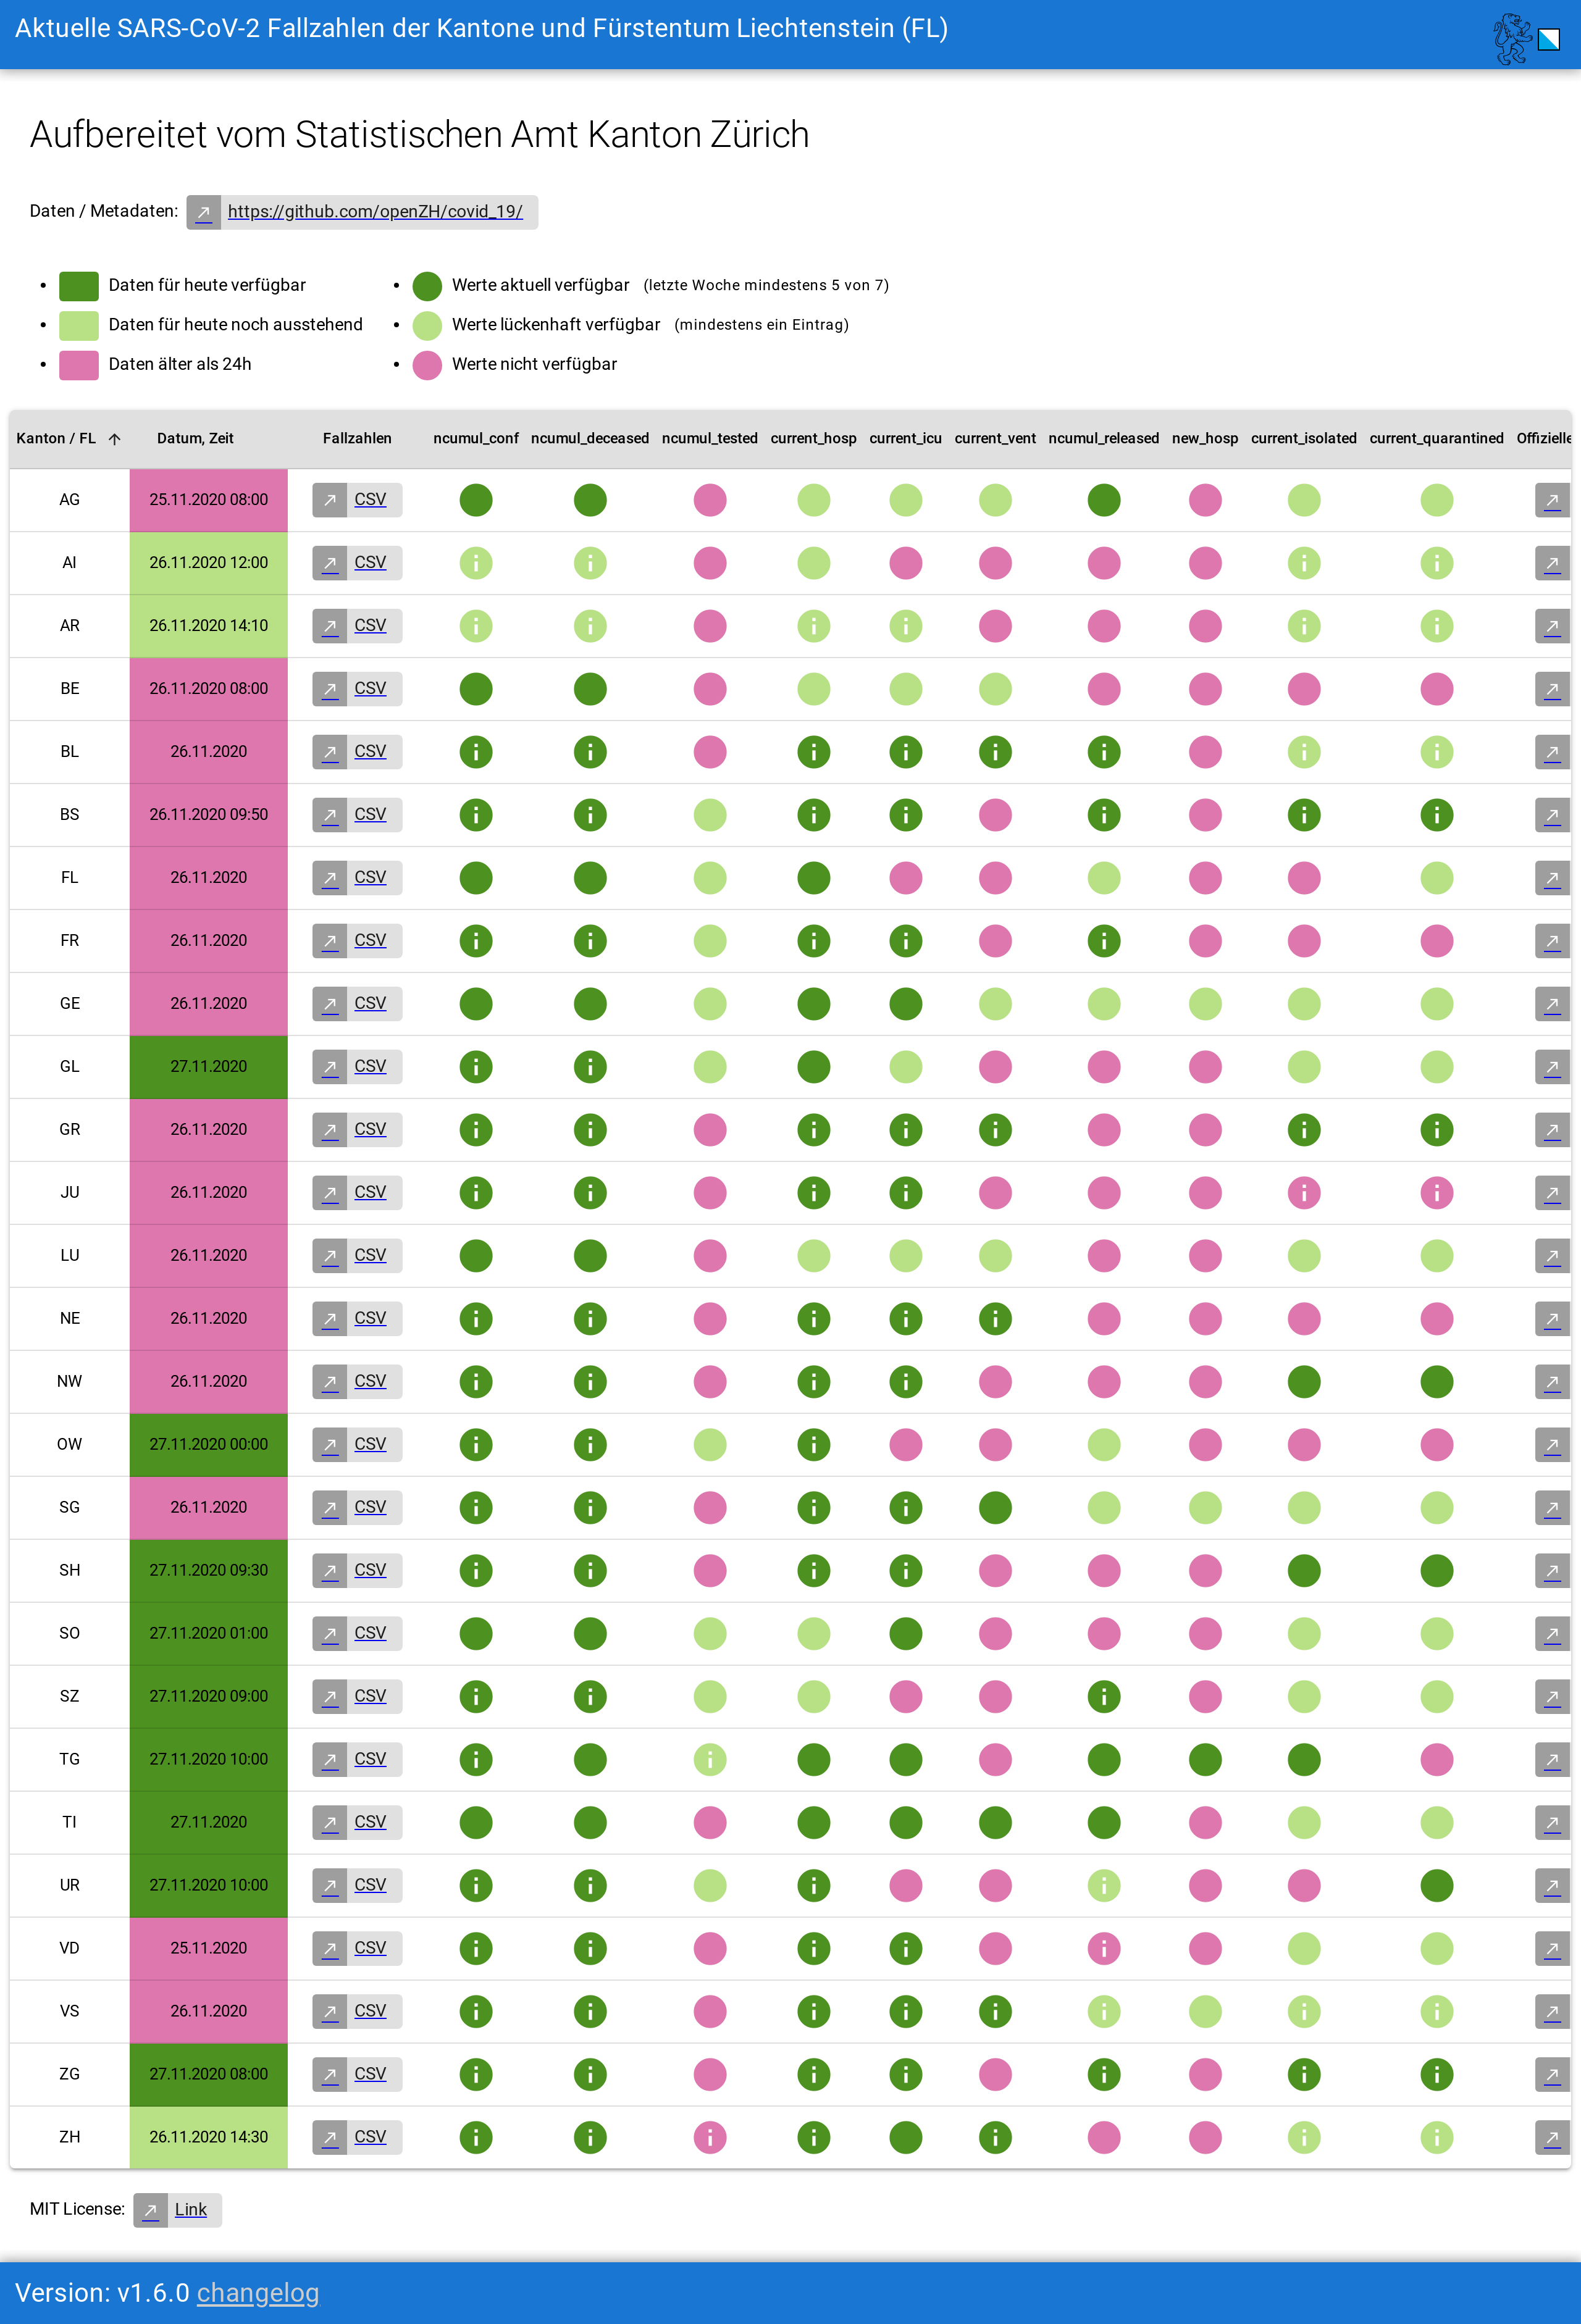 Aktuelle SARS-CoV-2 Fallzahlen der Kantone und Fürstentum Liechtenstein (FL)
Aufbereitet vom Statistischen Amt Kanton Zürich
Daten / Metadaten: https://github.com/openZH/covid_19/
Daten für heute verfügbar
Daten für heute noch ausstehend
Daten älter als 24h
Werte aktuell verfügbar (letzte Woche mindestens 5 von 7)
Werte lückenhaft verfügbar (mindestens ein Eintrag)
Werte nicht verfügbar
Kanton / FL Datum, Zeit Fallzahlen ncumul_conf ncumul_deceased ncumul_tested current_hosp current_icu current_vent ncumul_released new_hosp current_isolated current_quarantined Offizielle
AG 25.11.2020 08:00 CSV
AI 26.11.2020 12:00 CSV
AR 26.11.2020 14:10 CSV
BE 26.11.2020 08:00 CSV
BL 26.11.2020 CSV
BS 26.11.2020 09:50 CSV
FL 26.11.2020 CSV
FR 26.11.2020 CSV
GE 26.11.2020 CSV
GL 27.11.2020 CSV
GR 26.11.2020 CSV
JU 26.11.2020 CSV
LU 26.11.2020 CSV
NE 26.11.2020 CSV
NW 26.11.2020 CSV
OW 27.11.2020 00:00 CSV
SG 26.11.2020 CSV
SH 27.11.2020 09:30 CSV
SO 27.11.2020 01:00 CSV
SZ 27.11.2020 09:00 CSV
TG 27.11.2020 10:00 CSV
TI 27.11.2020 CSV
UR 27.11.2020 10:00 CSV
VD 25.11.2020 CSV
VS 26.11.2020 CSV
ZG 27.11.2020 08:00 CSV
ZH 26.11.2020 14:30 CSV
MIT License: Link
Version: v1.6.0 changelog